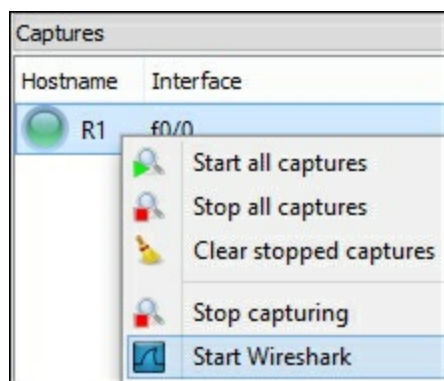 Captures
Hostname Interface
R1 f0/0
Start all captures
Stop all captures
Clear stopped captures
Stop capturing
Start Wireshark